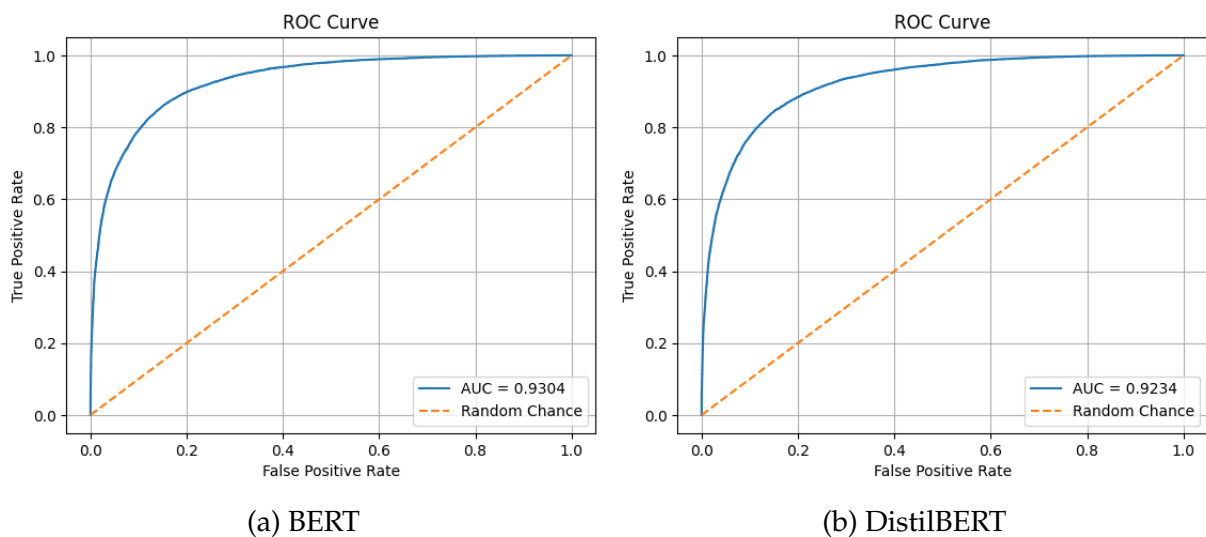 ROC Curve
1.0
0.8
0.6
0.4
0.2
0.0
True Positive Rate
AUC = 0.9304
Random Chance
0.0 0.2 0.4 0.6 0.8 1.0
False Positive Rate
(a) BERT
ROC Curve
1.0
0.8
0.6
0.4
0.2
0.0
True Positive Rate
AUC = 0.9234
Random Chance
0.0 0.2 0.4 0.6 0.8 1.0
False Positive Rate
(b) DistilBERT